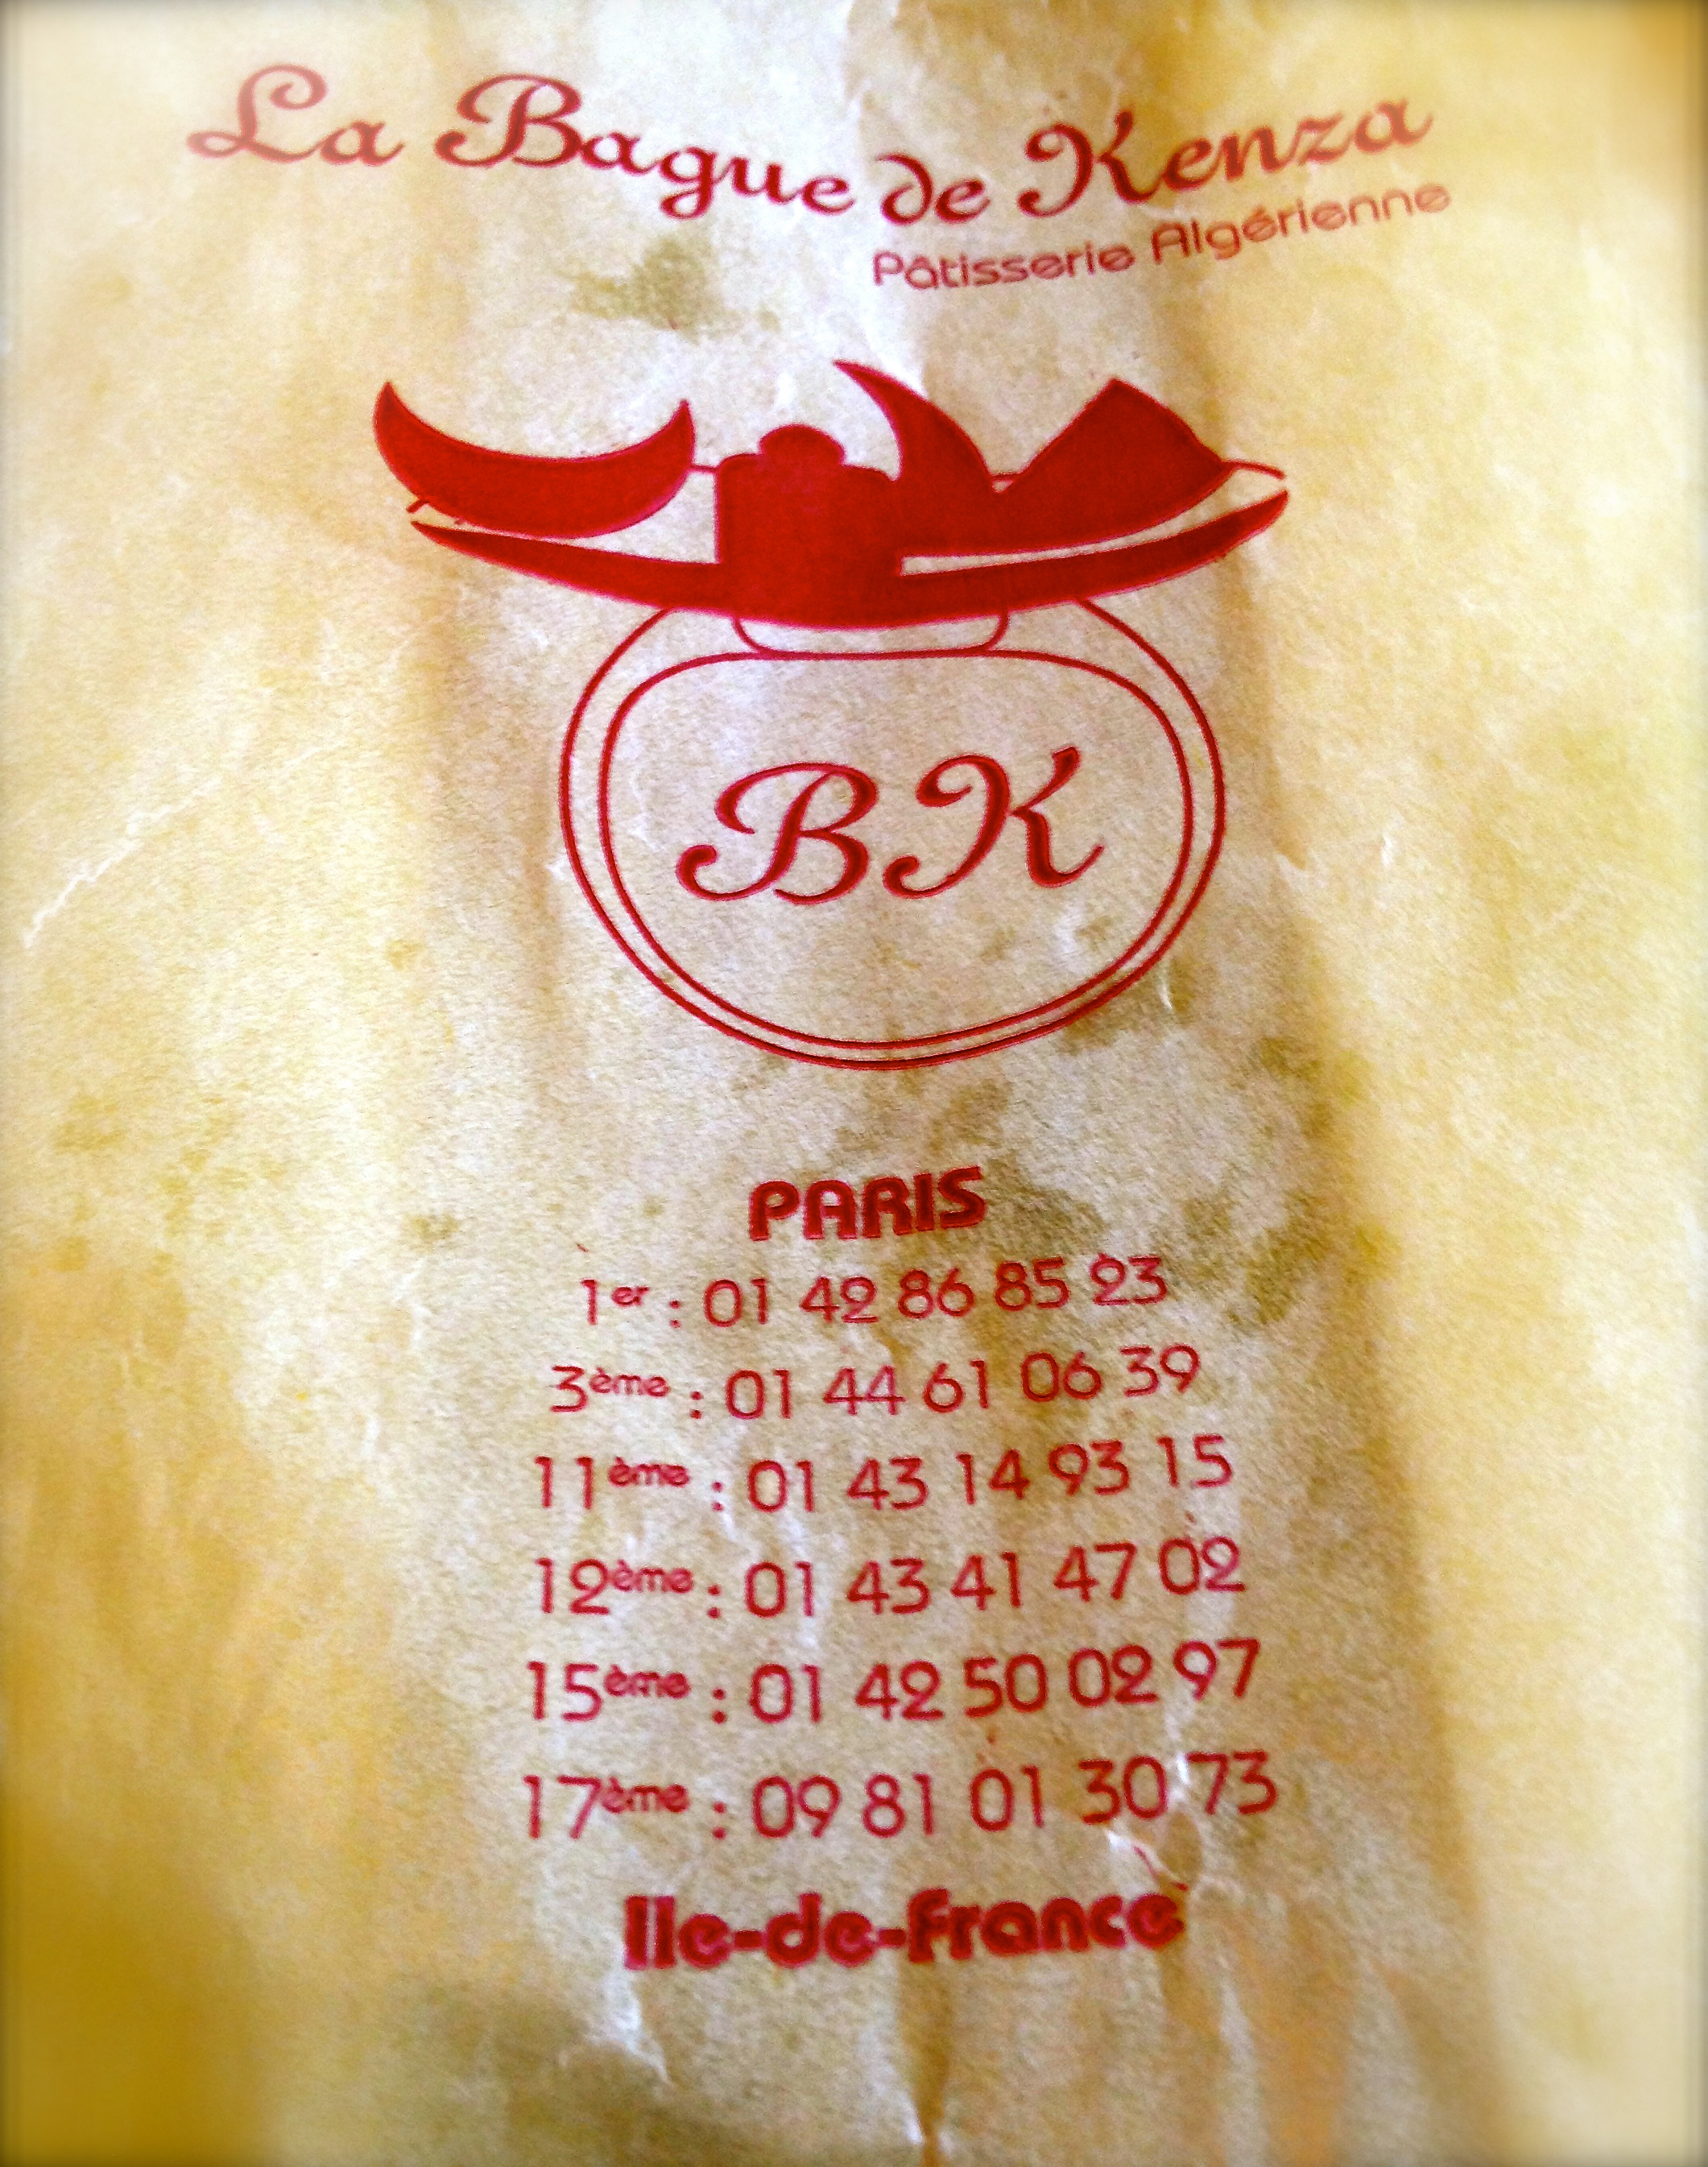 La Bague de Kenza
Pâtisserie Algérienne
BK
PARIS
1er : 01 42 86 85 23
3ème : 01 44 61 06 39
11ème : 01 43 14 93 15
12ème : 01 43 41 47 02
15ème : 01 42 50 02 97
17ème : 09 81 01 30 73
Ile-de-France